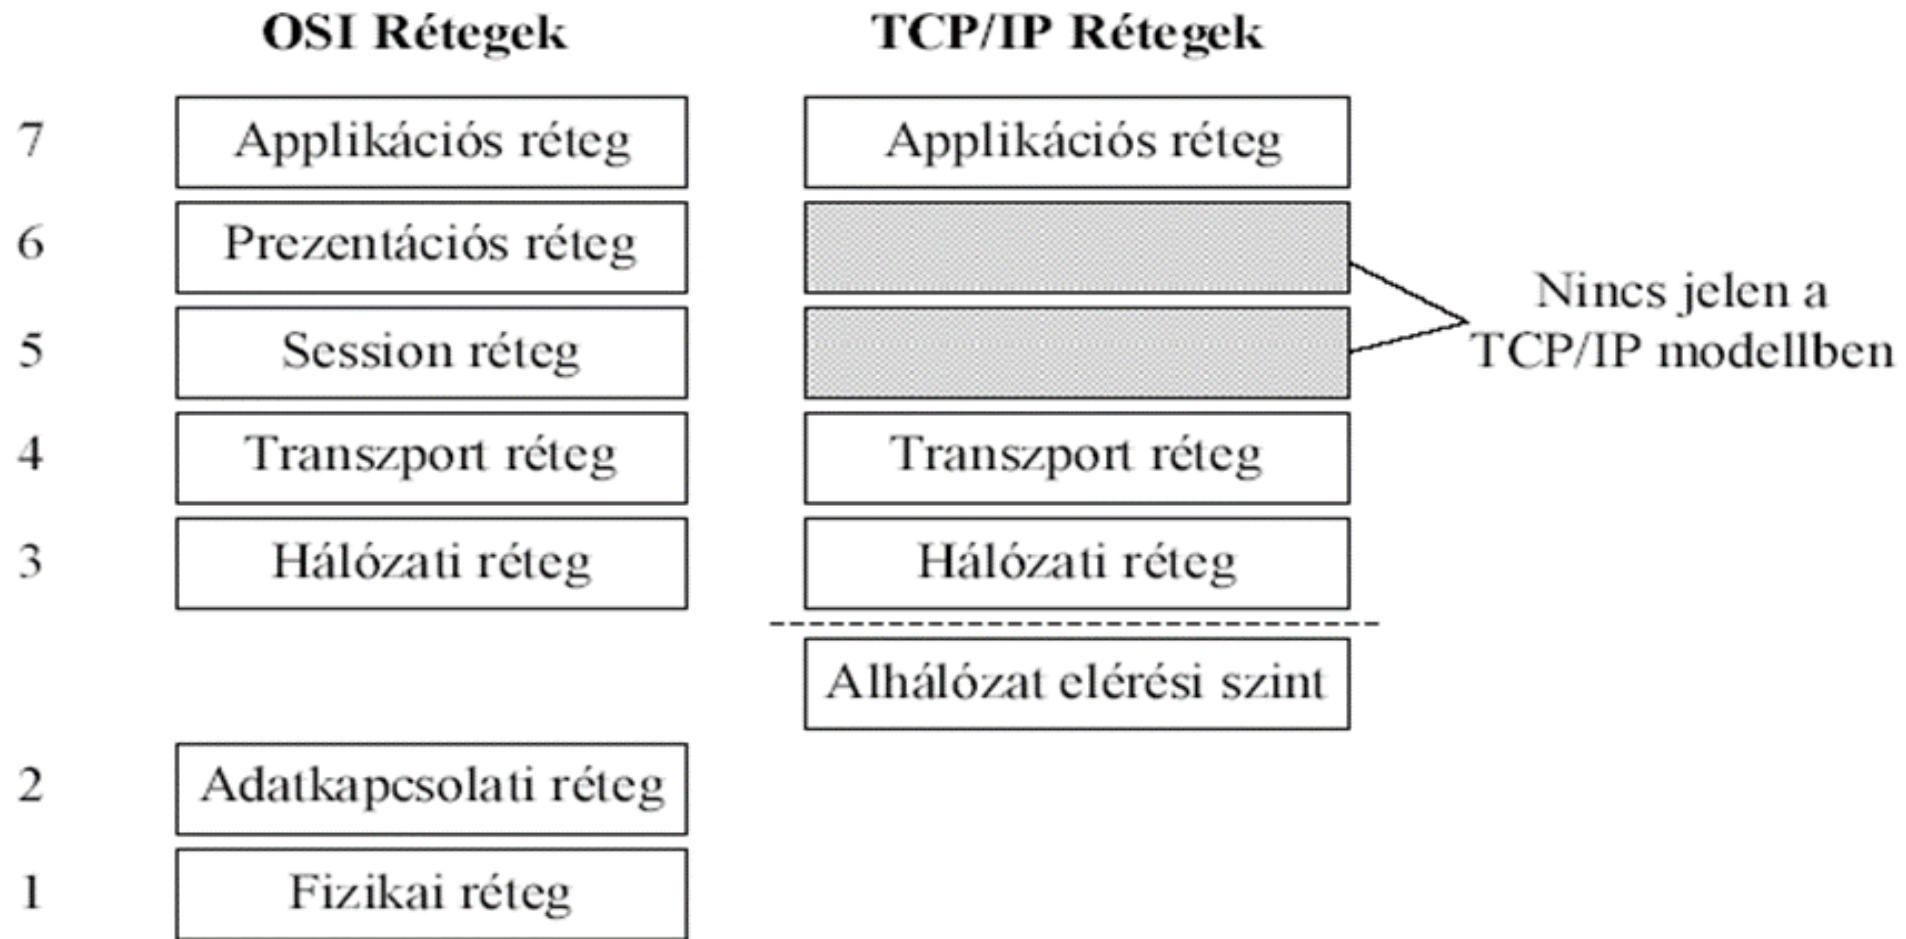 OSI Rétegek
TCP/IP Rétegek
7
Applikációs réteg
Applikációs réteg
6
Prezentációs réteg
5
Session réteg
Nincs jelen a
TCP/IP modellben
4
Transzport réteg
Transzport réteg
3
Hálózati réteg
Hálózati réteg
Alhálózat elérési szint
2
Adatkapcsolati réteg
1
Fizikai réteg